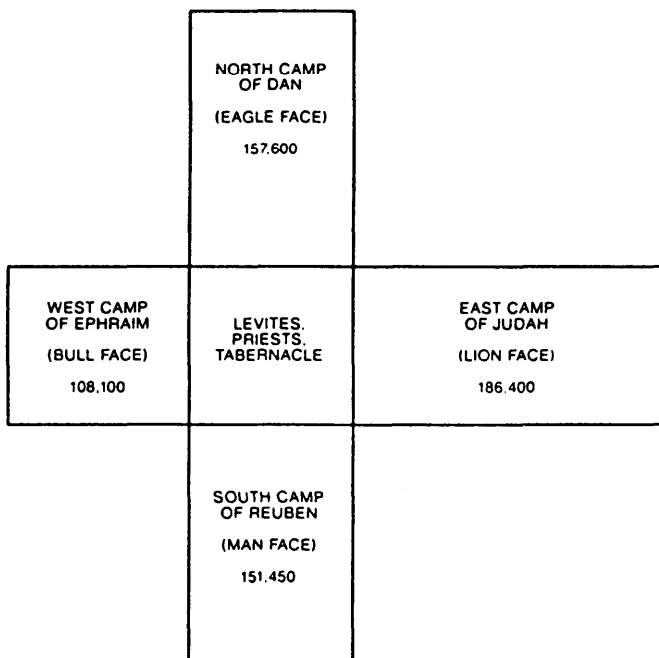 NORTH CAMP
OF DAN
(EAGLE FACE)
157.600
WEST CAMP
OF EPHRAIM
(BULL FACE)
108,100
LEVITES.
PRIESTS.
TABERNACLE
EAST CAMP
OF JUDAH
(LION FACE)
186.400
SOUTH CAMP
OF REUBEN
(MAN FACE)
151.450